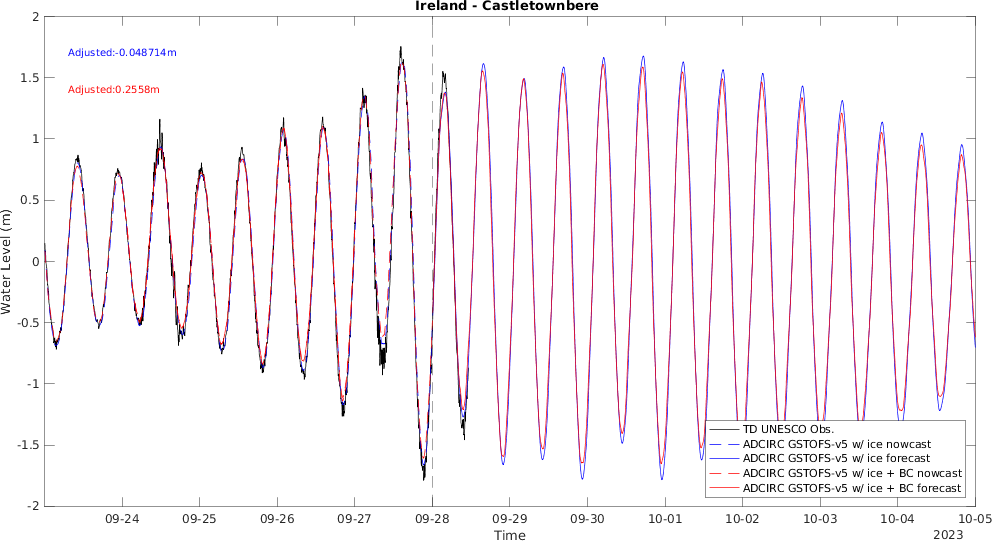 Ireland - Castletownbere
Adjusted:-0.048714m
Adjusted:0.2558m
2
1.5
1
0.5
0
-0.5
-1
-1.5
-2
Water Level (m)
TD UNESCO Obs.
ADCIRC GSTOFS-v5 w/ ice nowcast
ADCIRC GSTOFS-v5 w/ ice forecast
ADCIRC GSTOFS-v5 w/ ice + BC nowcast
ADCIRC GSTOFS-v5 w/ ice + BC forecast
09-24 09-25 09-26 09-27 09-28 09-29 09-30 10-01 10-02 10-03 10-04 10-05
Time
2023